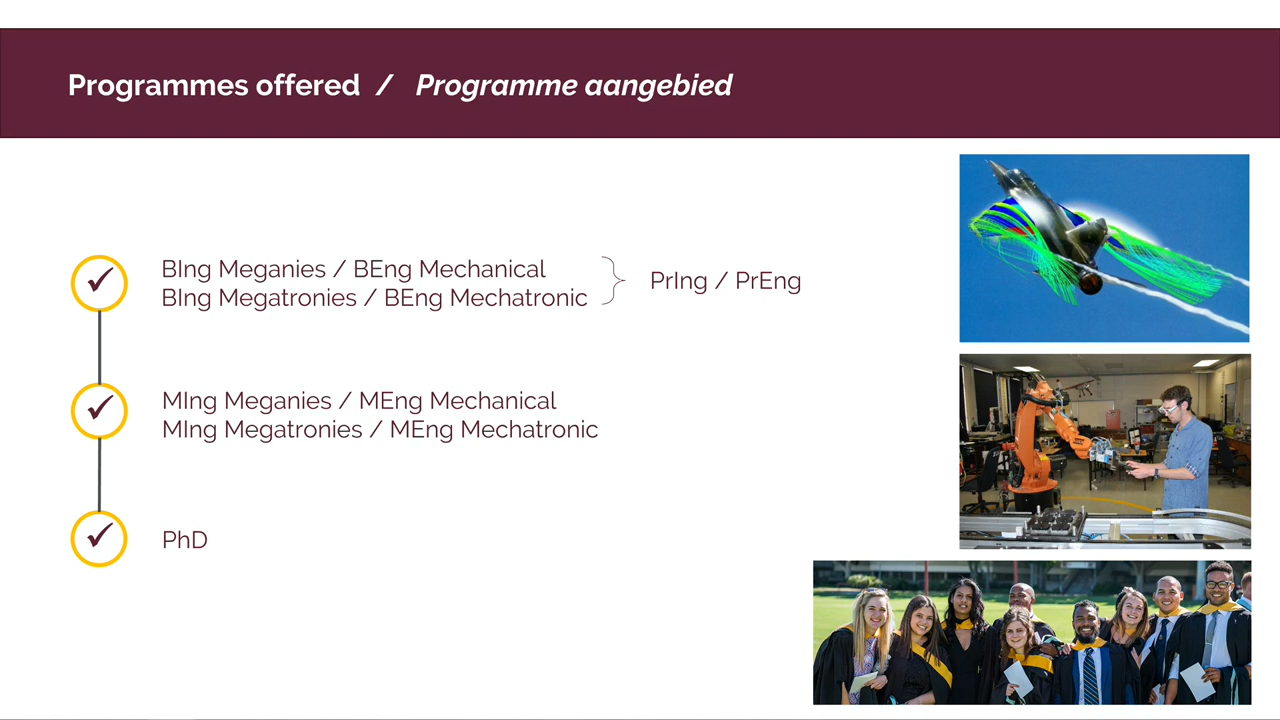 Programmes offered / Programme aangebied
BIng Meganies / BEng Mechanical
BIng Megatronies / BEng Mechatronic
PrIng / PrEng
MIng Meganies / MEng Mechanical
MIng Megatronies / MEng Mechatronic
PhD